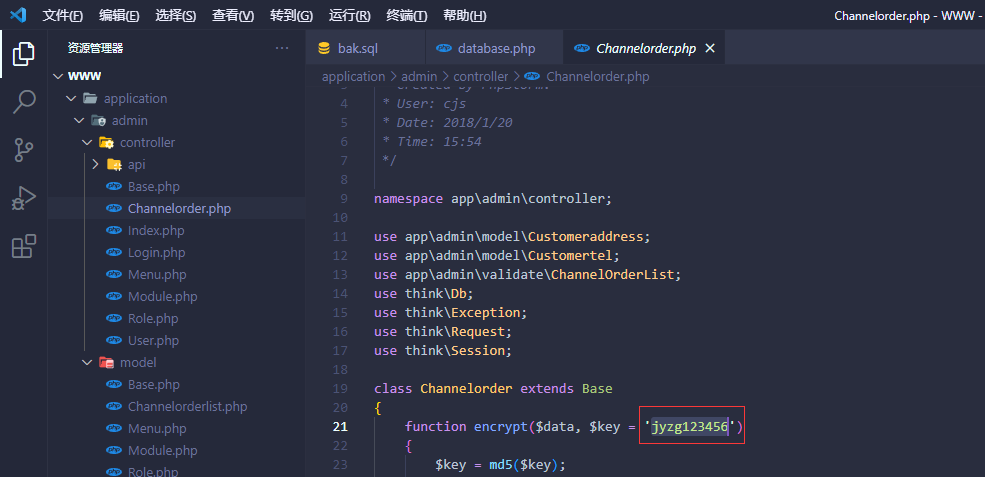 文件(F) 编辑(E) 选择(S) 查看(V) 转到(G) 运行(R) 终端(T) 帮助(H) Channelorder.php - WWW -
资源管理器 ···
WWW
application
admin
controller
api
Base.php
Channelorder.php
Index.php
Login.php
Menu.php
Module.php
Role.php
User.php
model
Base.php
Channelorderlist.php
Menu.php
Module.php
Role.php
bak.sql database.php Channelorder.php
application > admin > controller > Channelorder.php
3 * Created by PhpStorm.
4 * User: cjs
5 * Date: 2018/1/20
6 * Time: 15:54
7 */
8
9 namespace app\admin\controller;
10
11 use app\admin\model\Customeraddress;
12 use app\admin\model\Customertel;
13 use app\admin\validate\ChannelOrderList;
14 use think\Db;
15 use think\Exception;
16 use think\Request;
17 use think\Session;
18
19 class Channelorder extends Base
20 {
21 function encrypt($data, $key = 'jyzg123456')
22 {
23 $key = md5($key);